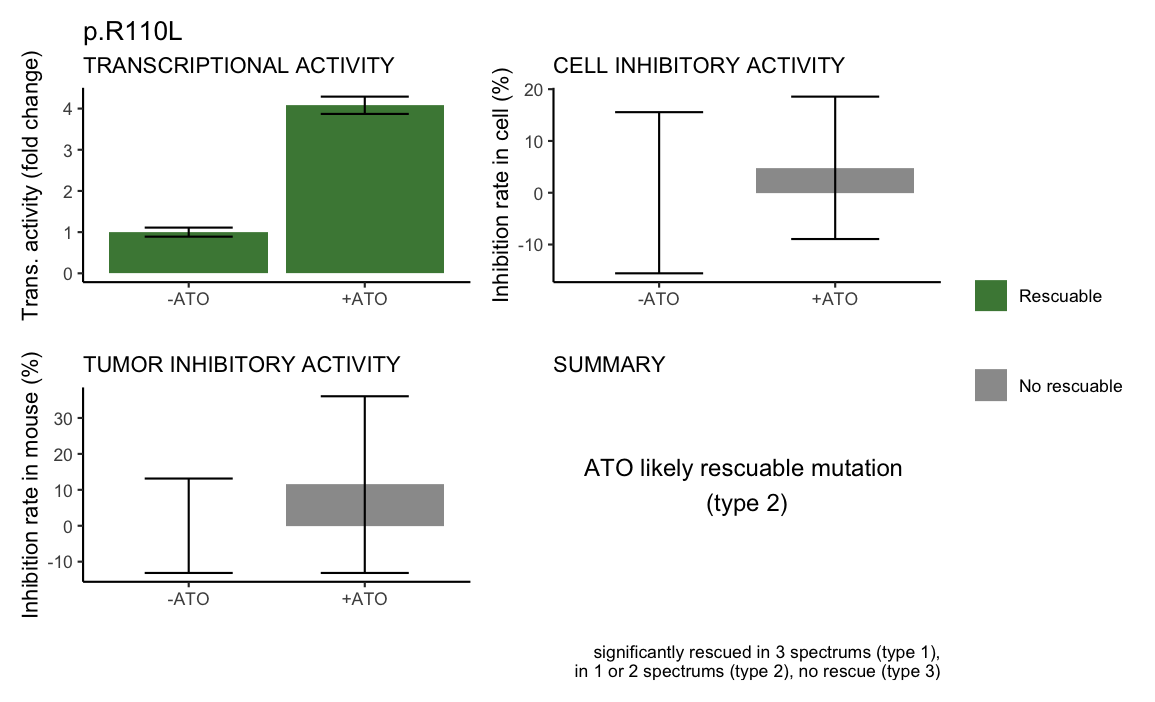 p.R110L
TRANSCRIPTIONAL ACTIVITY
Trans. activity (fold change)
4
3
2
1
0
-ATO
+ATO
CELL INHIBITORY ACTIVITY
Inhibition rate in cell (%)
20
10
0
-10
-ATO
+ATO
TUMOR INHIBITORY ACTIVITY
Inhibition rate in mouse (%)
30
20
10
0
-10
-ATO
+ATO
SUMMARY
ATO likely rescuable mutation
(type 2)
significantly rescued in 3 spectrums (type 1),
in 1 or 2 spectrums (type 2), no rescue (type 3)
Rescuable
No rescuable